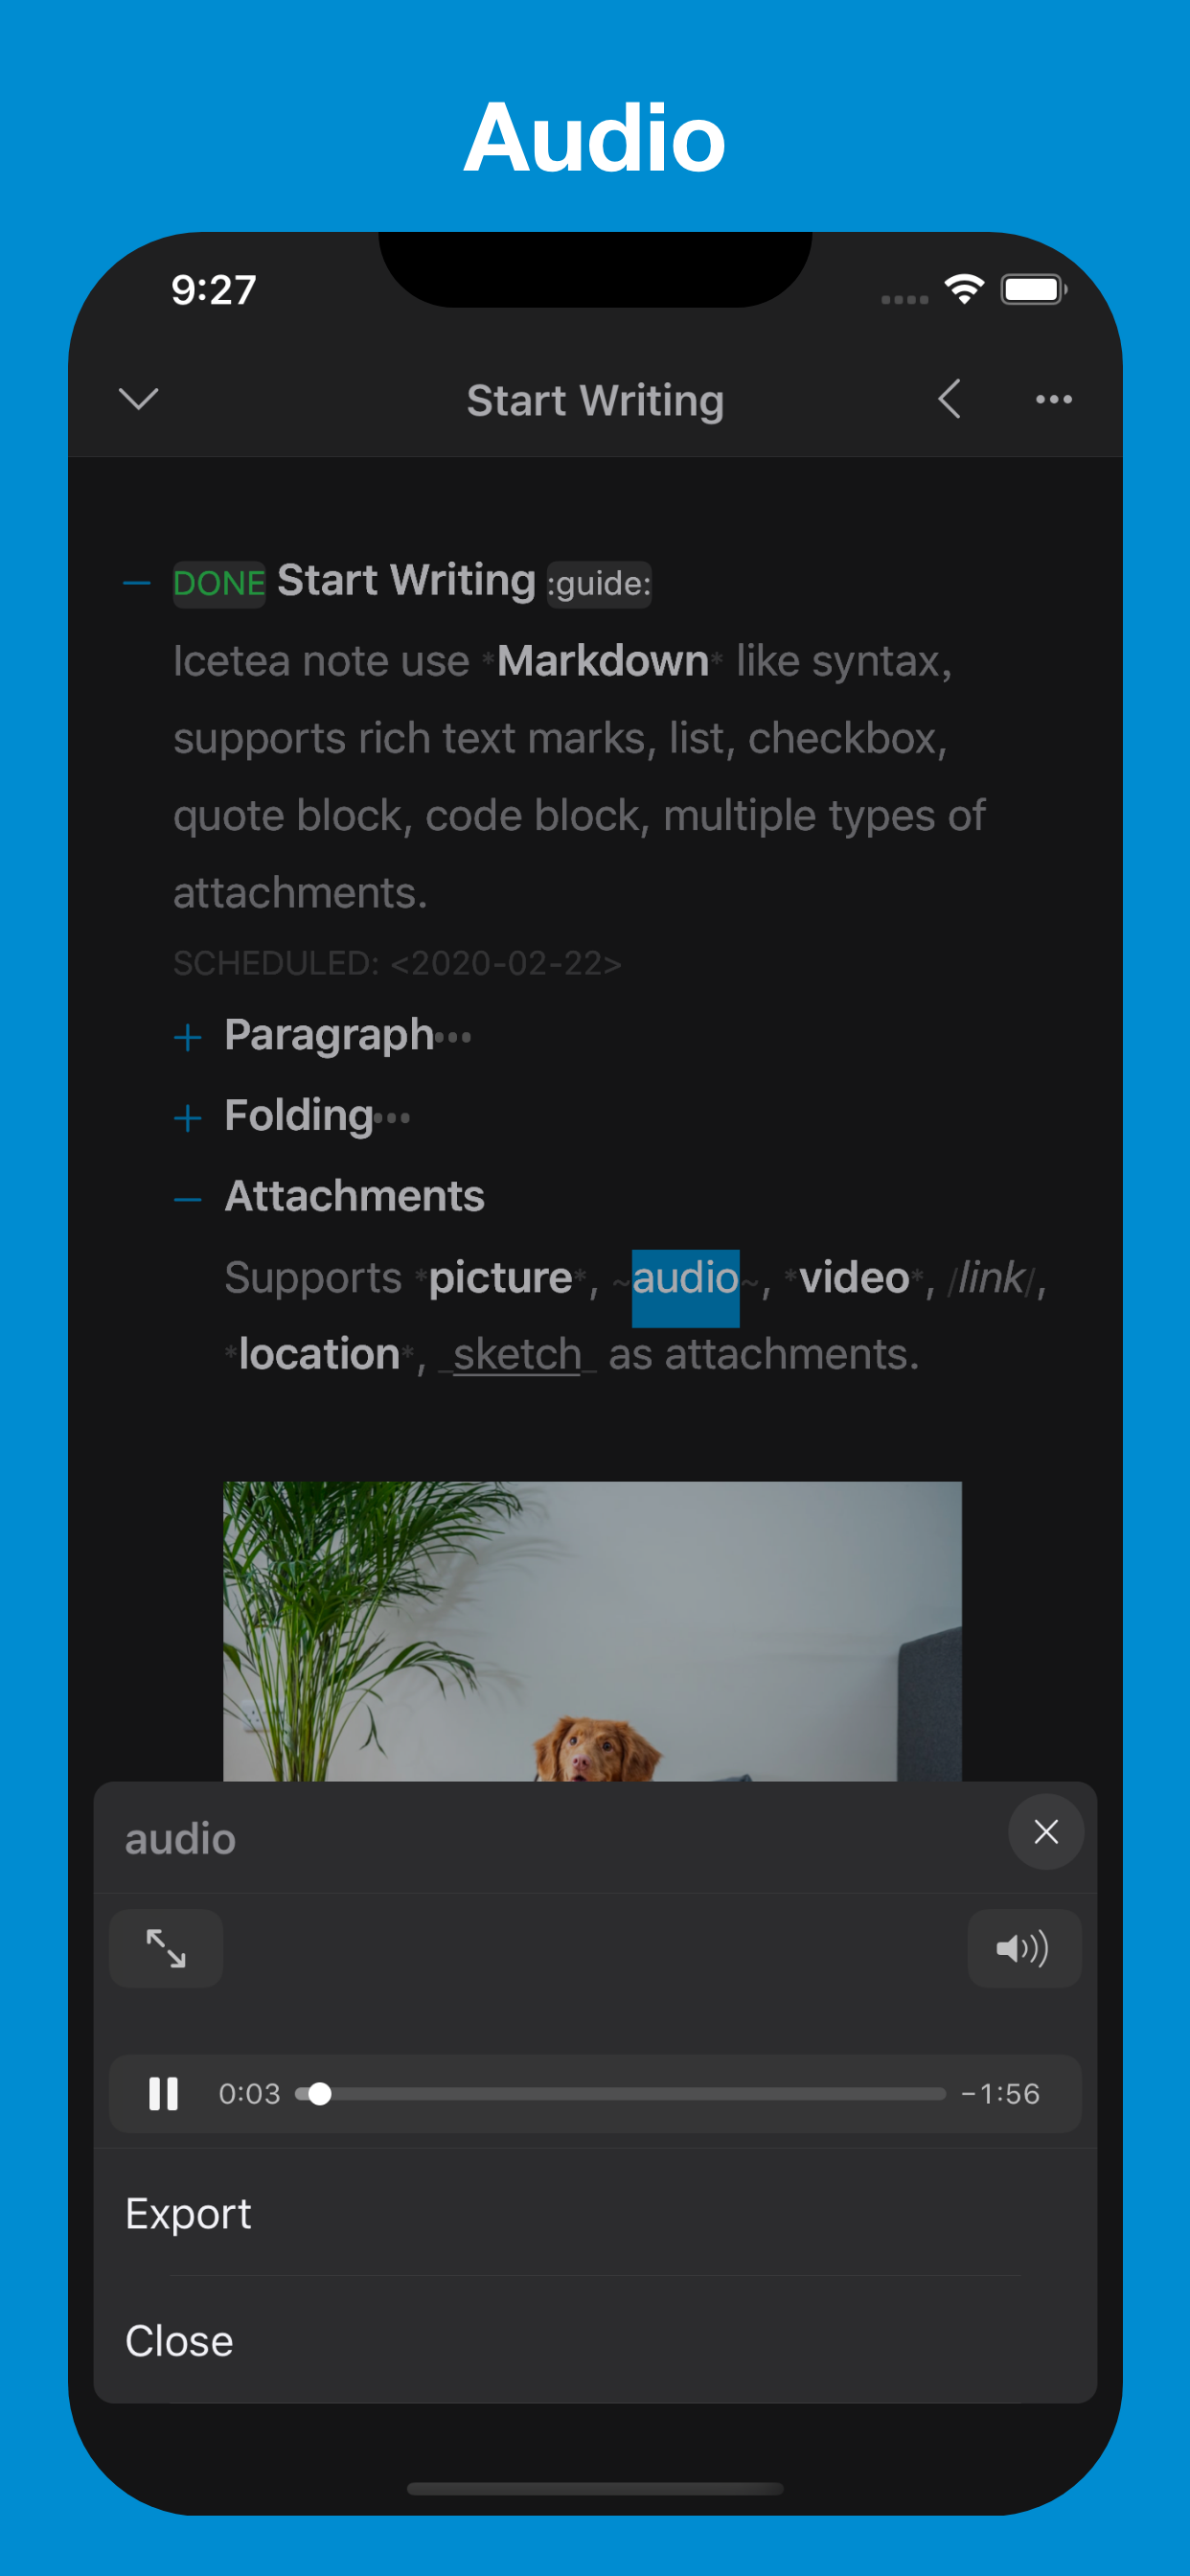 Audio
9:27
Start Writing
DONE Start Writing :guide:
Icetea note use *Markdown* like syntax,
supports rich text marks, list, checkbox,
quote block, code block, multiple types of
attachments.
SCHEDULED: <2020-02-22>
+ Paragraph...
+ Folding...
− Attachments
Supports *picture*, ~audio~, *video*, /link/,
*location*, _sketch_ as attachments.
audio
0:03 −1:56
Export
Close